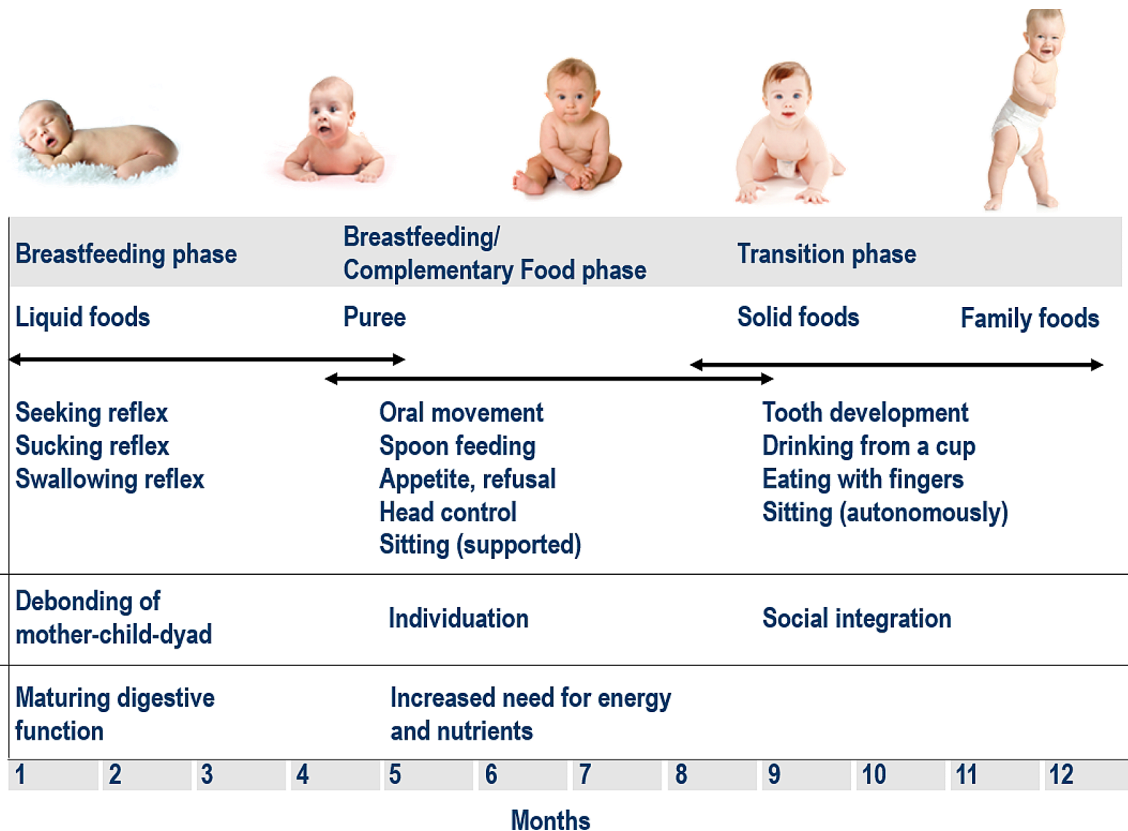 Breastfeeding phase
Breastfeeding/
Complementary Food phase
Transition phase
Liquid foods
Puree
Solid foods
Family foods
Seeking reflex
Sucking reflex
Swallowing reflex
Oral movement
Spoon feeding
Appetite, refusal
Head control
Sitting (supported)
Tooth development
Drinking from a cup
Eating with fingers
Sitting (autonomously)
Debonding of
mother-child-dyad
Individuation
Social integration
Maturing digestive
function
Increased need for energy
and nutrients
1 2 3 4 5 6 7 8 9 10 11 12
Months